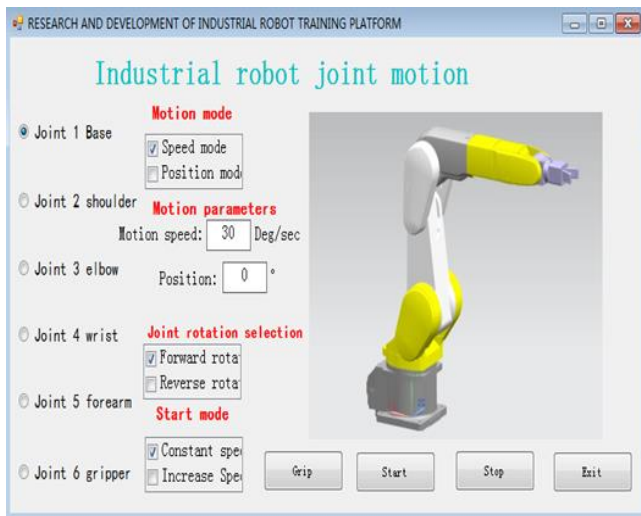 RESEARCH AND DEVELOPMENT OF INDUSTRIAL ROBOT TRAINING PLATFORM
Industrial robot joint motion
Joint 1 Base
Joint 2 shoulder
Joint 3 elbow
Joint 4 wrist
Joint 5 forearm
Joint 6 gripper
Motion mode
Speed mode
Position mod
Motion parameters
Motion speed: 30 Deg/sec
Position: 0 °
Joint rotation selection
Forward rota
Reverse rota
Start mode
Constant spe
Increase Spe
Grip
Start
Stop
Exit